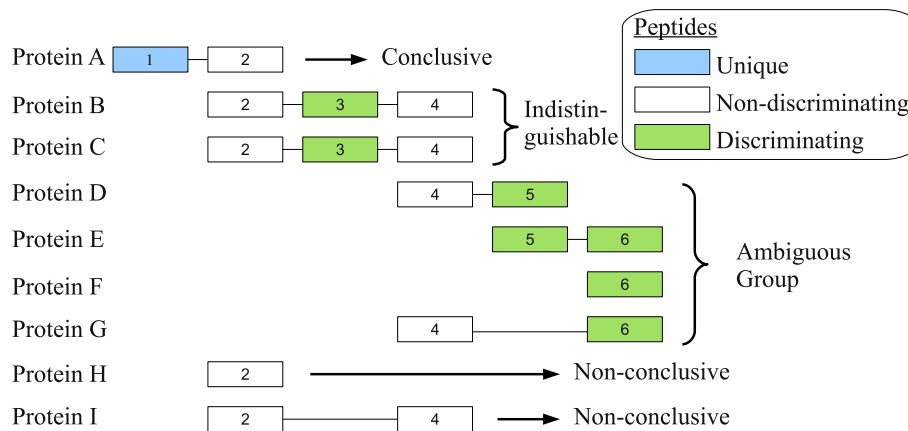 Peptides
Unique
Non-discriminating
Discriminating
Protein A 1 2 Conclusive
Protein B 2 3 4
Protein C 2 3 4
Indistin-
guishable
Protein D 4 5
Protein E 5 6
Protein F 6
Protein G 4 6
Ambiguous
Group
Protein H 2 Non-conclusive
Protein I 2 4 Non-conclusive